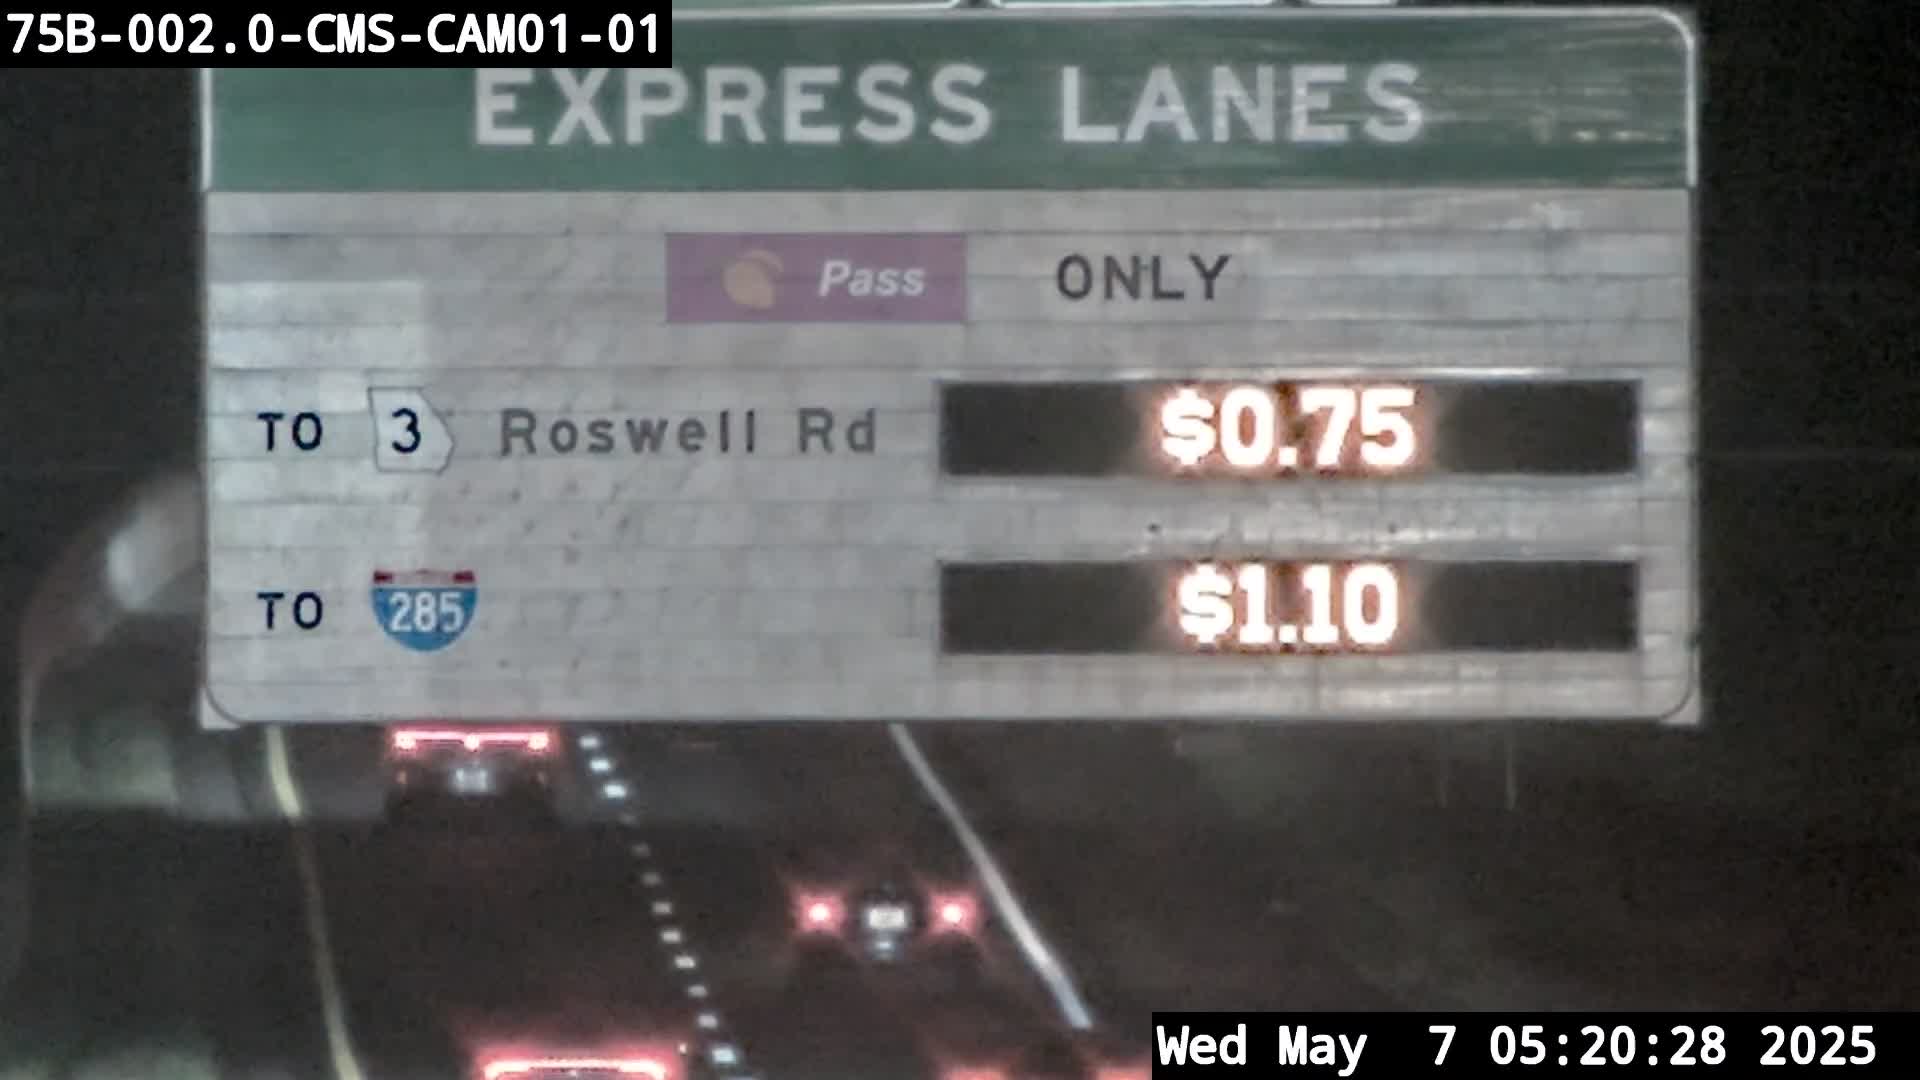 75B-002.0-CMS-CAM01-01
EXPRESS LANES
Pass ONLY
TO 3 Roswell Rd $0.75
TO 285 $1.10
Wed May 7 05:20:28 2025